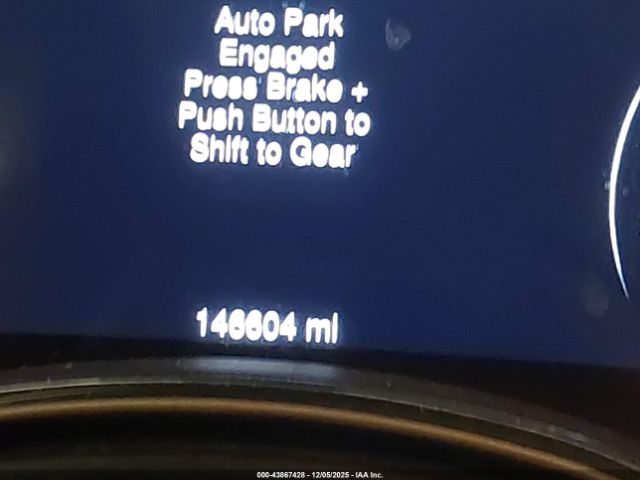 Auto Park
Engaged
Press Brake +
Push Button to
Shift to Gear
146604 mi
000-43867428 - 12/05/2025 - IAA Inc.